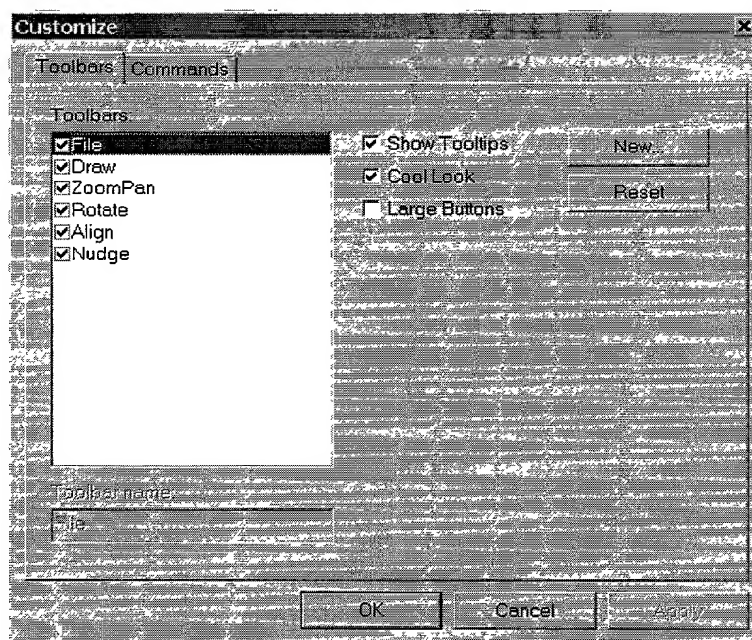 Customize
Toolbars Commands
Toolbars:
File
Draw
ZoomPan
Rotate
Align
Nudge
Show Tooltips
Cool Look
Large Buttons
New...
Reset
Toolbar name:
File
OK Cancel Apply